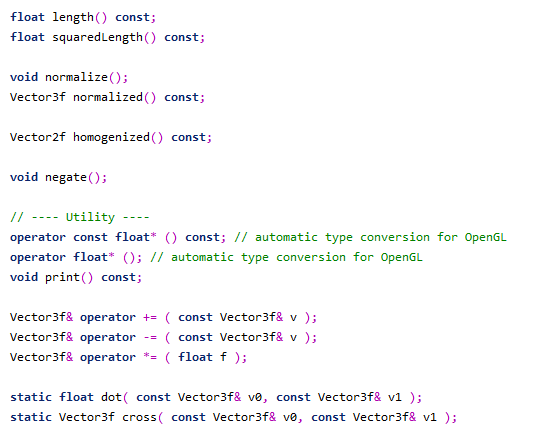 float length() const;
float squaredLength() const;
void normalize();
Vector3f normalized() const;
Vector2f homogenized() const;
void negate();
// ---- Utility ----
operator const float* () const; // automatic type conversion for OpenGL
operator float* (); // automatic type conversion for OpenGL
void print() const;
Vector3f& operator += ( const Vector3f& v );
Vector3f& operator -= ( const Vector3f& v );
Vector3f& operator *= ( float f );
static float dot( const Vector3f& v0, const Vector3f& v1 );
static Vector3f cross( const Vector3f& v0, const Vector3f& v1 );